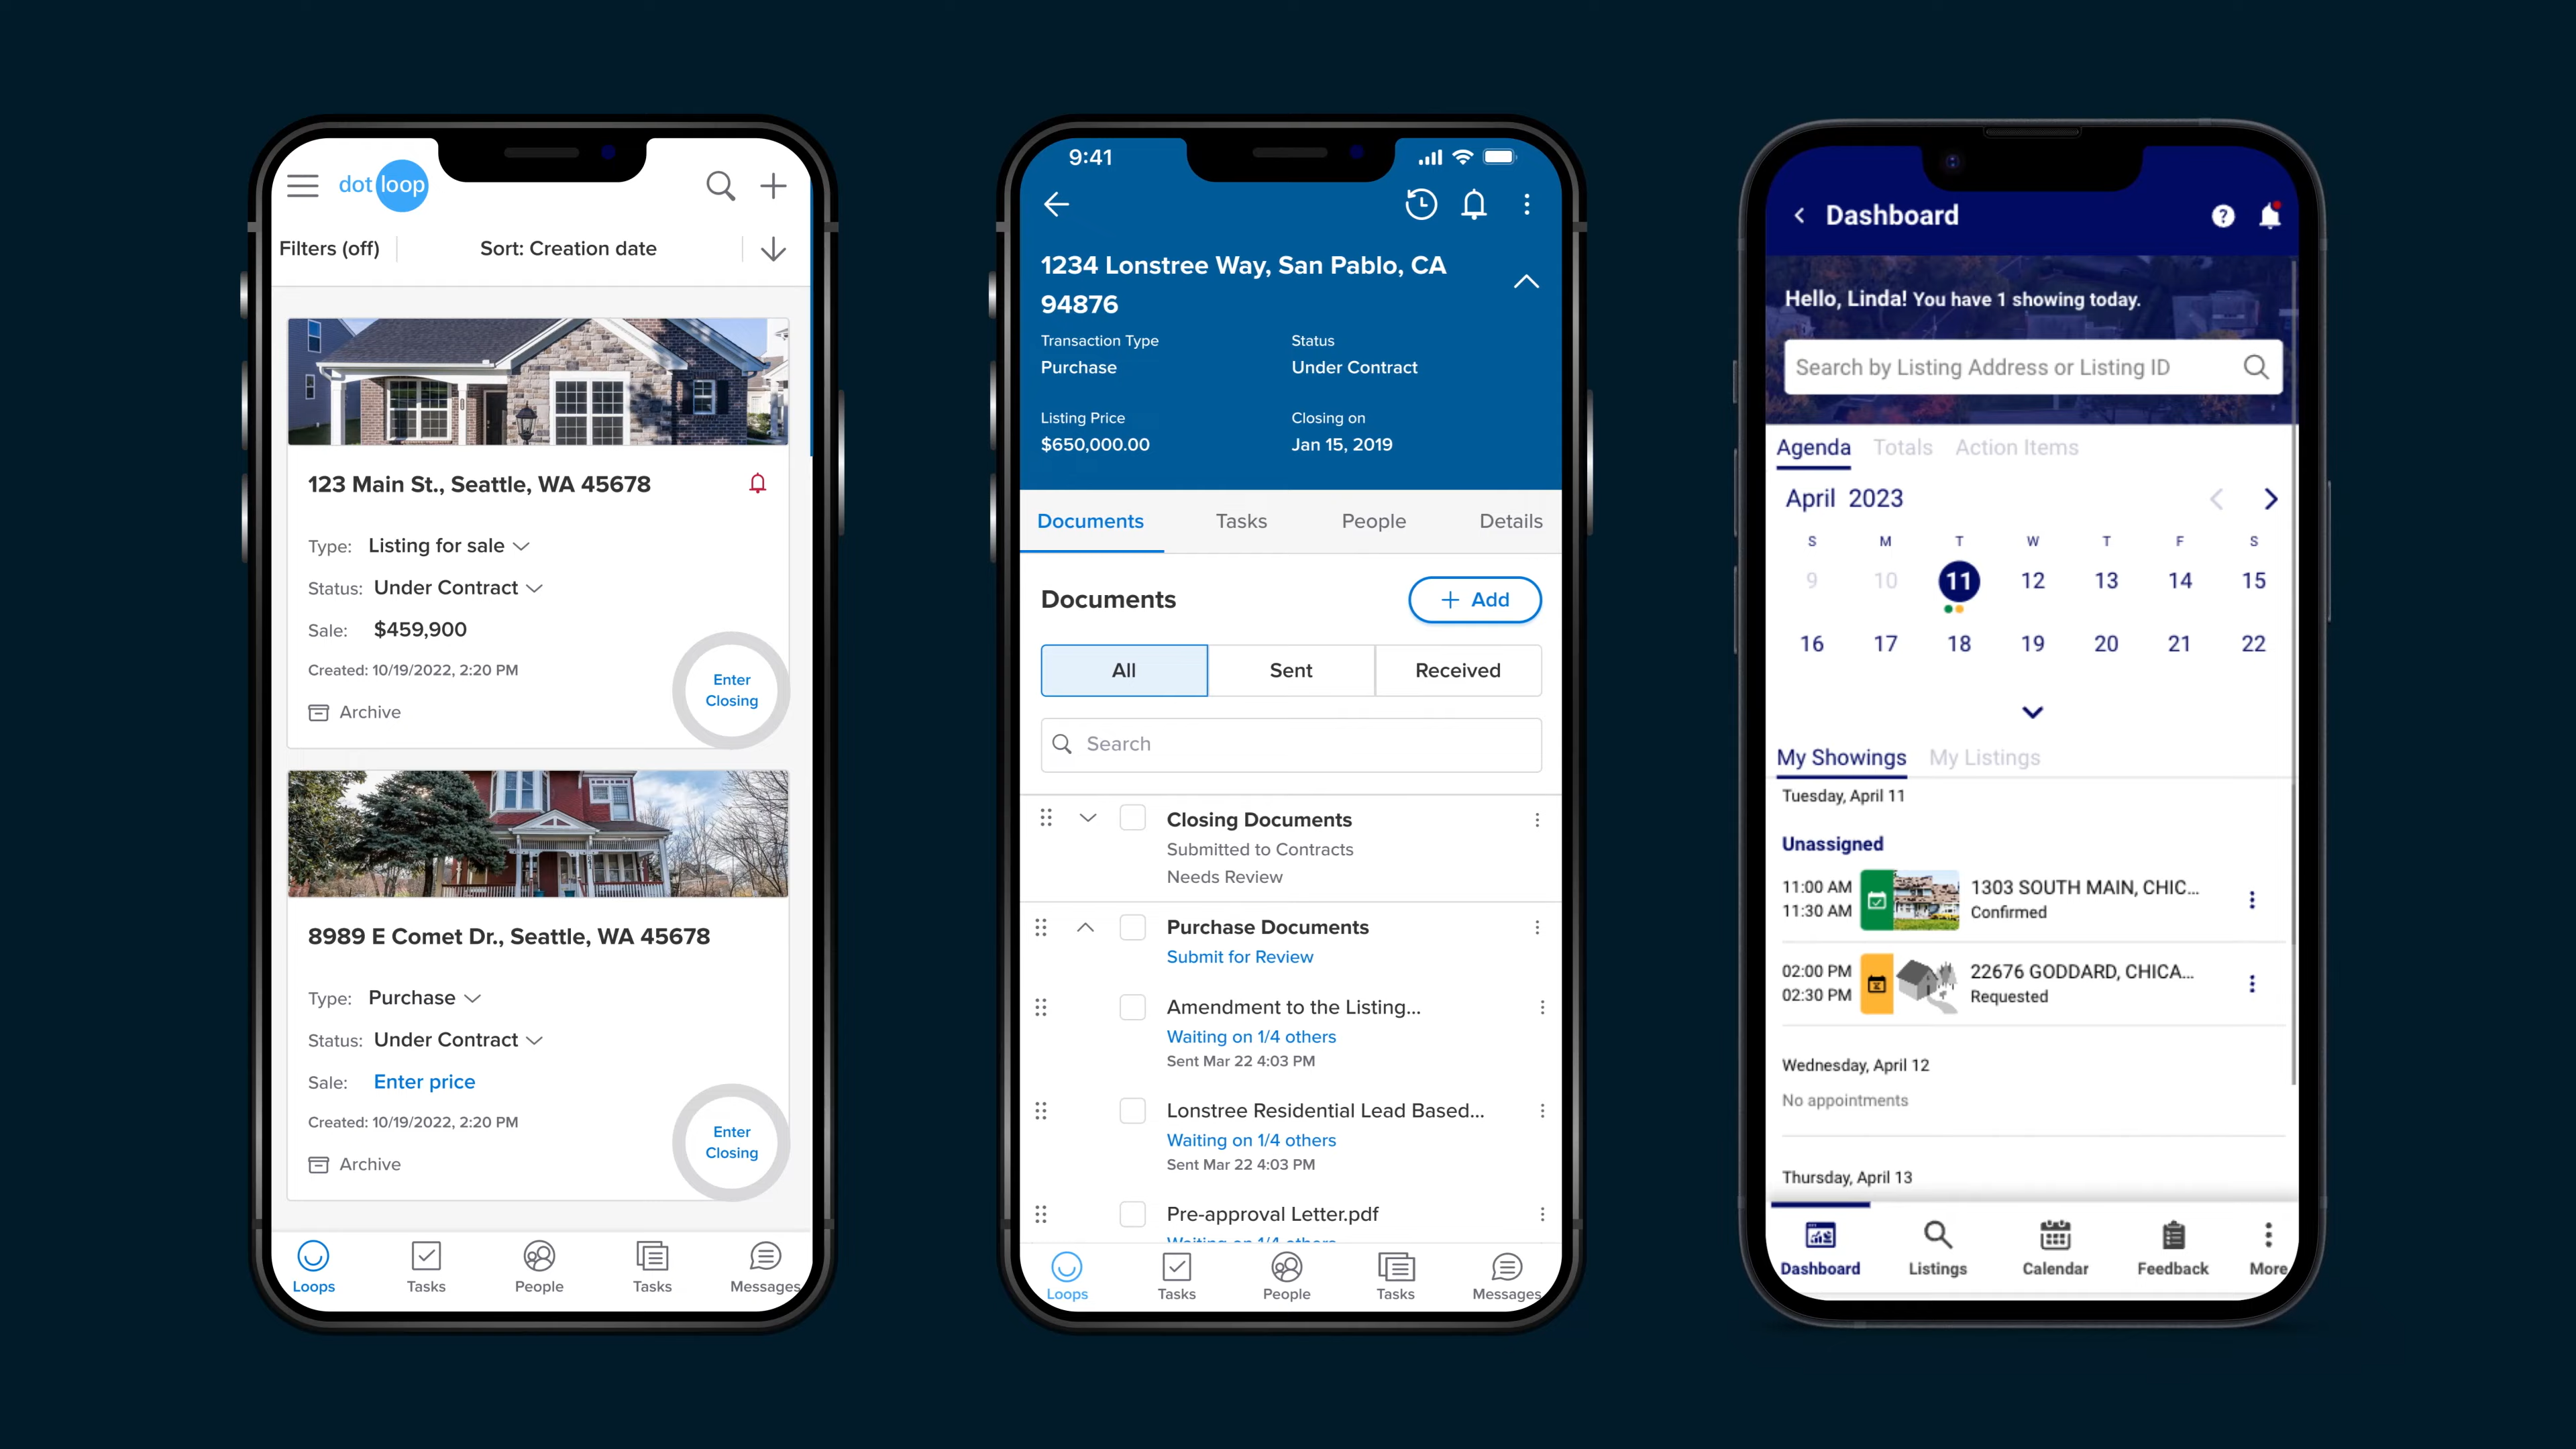 dot loop
Filters (off)
Sort: Creation date
123 Main St., Seattle, WA 45678
Type: Listing for sale
Status: Under Contract
Sale: $459,900
Created: 10/19/2022, 2:20 PM
Enter
Closing
Archive
8989 E Comet Dr., Seattle, WA 45678
Type: Purchase
Status: Under Contract
Sale: Enter price
Created: 10/19/2022, 2:20 PM
Enter
Closing
Archive
Loops
Tasks
People
Tasks
Messages
9:41
1234 Lonstree Way, San Pablo, CA
94876
Transaction Type
Status
Purchase
Under Contract
Listing Price
Closing on
$650,000.00
Jan 15, 2019
Documents
Tasks
People
Details
Documents
+ Add
All
Sent
Received
Search
Closing Documents
Submitted to Contracts
Needs Review
Purchase Documents
Submit for Review
Amendment to the Listing...
Waiting on 1/4 others
Sent Mar 22 4:03 PM
Lonstree Residential Lead Based...
Waiting on 1/4 others
Sent Mar 22 4:03 PM
Pre-approval Letter.pdf
Waiting on 1/4 others
Loops
Tasks
People
Tasks
Messages
Dashboard
Hello, Linda! You have 1 showing today.
Search by Listing Address or Listing ID
Agenda
Totals
Action Items
April 2023
S M T W T F S
9 10 11 12 13 14 15
16 17 18 19 20 21 22
My Showings
My Listings
Tuesday, April 11
Unassigned
11:00 AM
11:30 AM
1303 SOUTH MAIN, CHIC...
Confirmed
02:00 PM
02:30 PM
22676 GODDARD, CHICA...
Requested
Wednesday, April 12
No appointments
Thursday, April 13
Dashboard
Listings
Calendar
Feedback
More